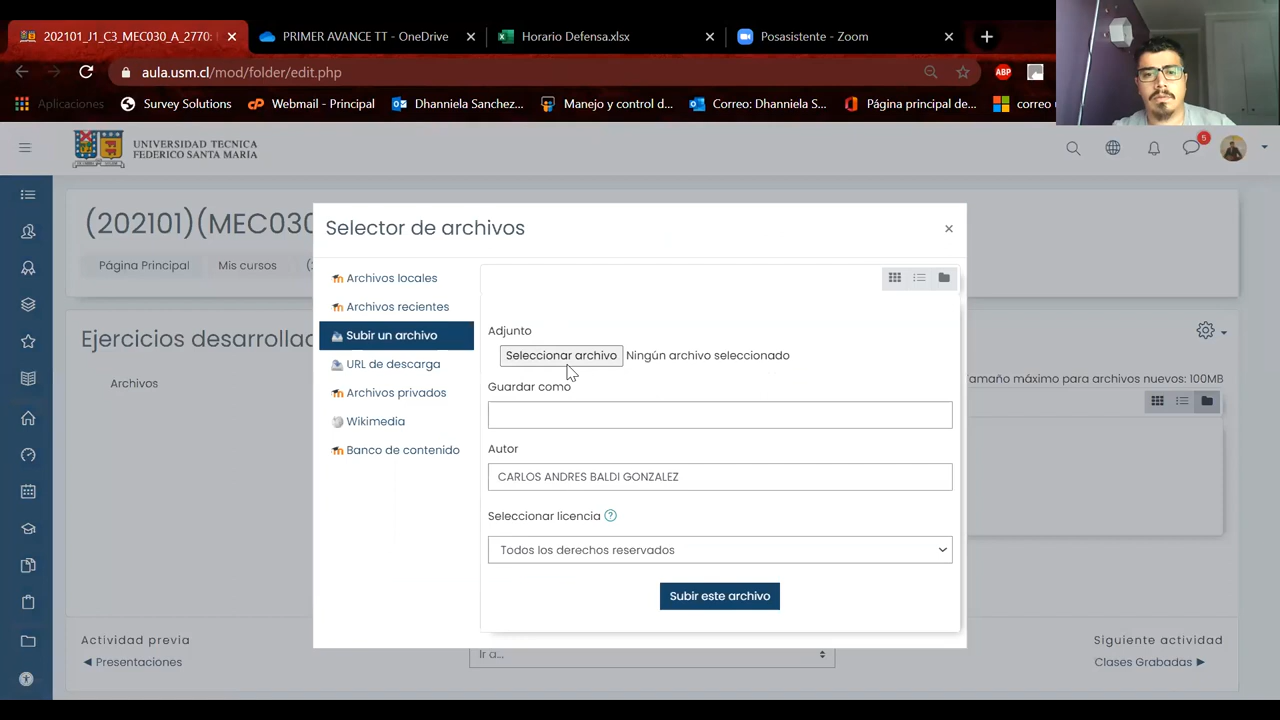 202101_J1_C3_MEC030_A_2770:
PRIMER AVANCE TT - OneDrive
Horario Defensa.xlsx
Posasistente - Zoom
aula.usm.cl/mod/folder/edit.php
ABP
Aplicaciones
Survey Solutions
Webmail - Principal
Dhanniela Sanchez...
Manejo y control d...
Correo: Dhanniela S...
Página principal de...
correo
UNIVERSIDAD TECNICA
FEDERICO SANTA MARIA
5
(202101)(MEC030
Página Principal
Mis cursos
Selector de archivos
Archivos locales
Archivos recientes
Subir un archivo
URL de descarga
Archivos privados
Wikimedia
Banco de contenido
Adjunto
Seleccionar archivo
Ningún archivo seleccionado
Guardar como
Autor
CARLOS ANDRES BALDI GONZALEZ
Seleccionar licencia
Todos los derechos reservados
Subir este archivo
Ejercicios desarrollad
Archivos
amaño máximo para archivos nuevos: 100MB
Actividad previa
◀ Presentaciones
Ir a...
Siguiente actividad
Clases Grabadas ▶